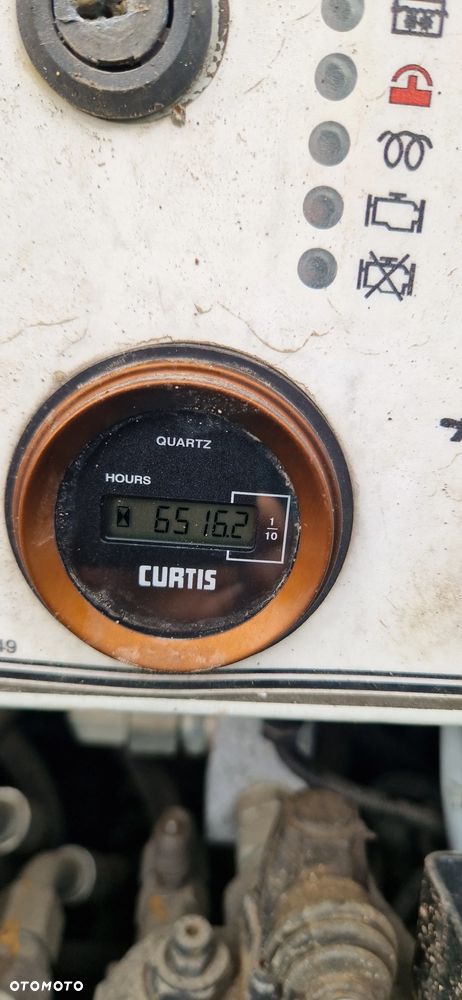 QUARTZ
HOURS
6516.2
1
10
CURTIS
49
OTOMOTO